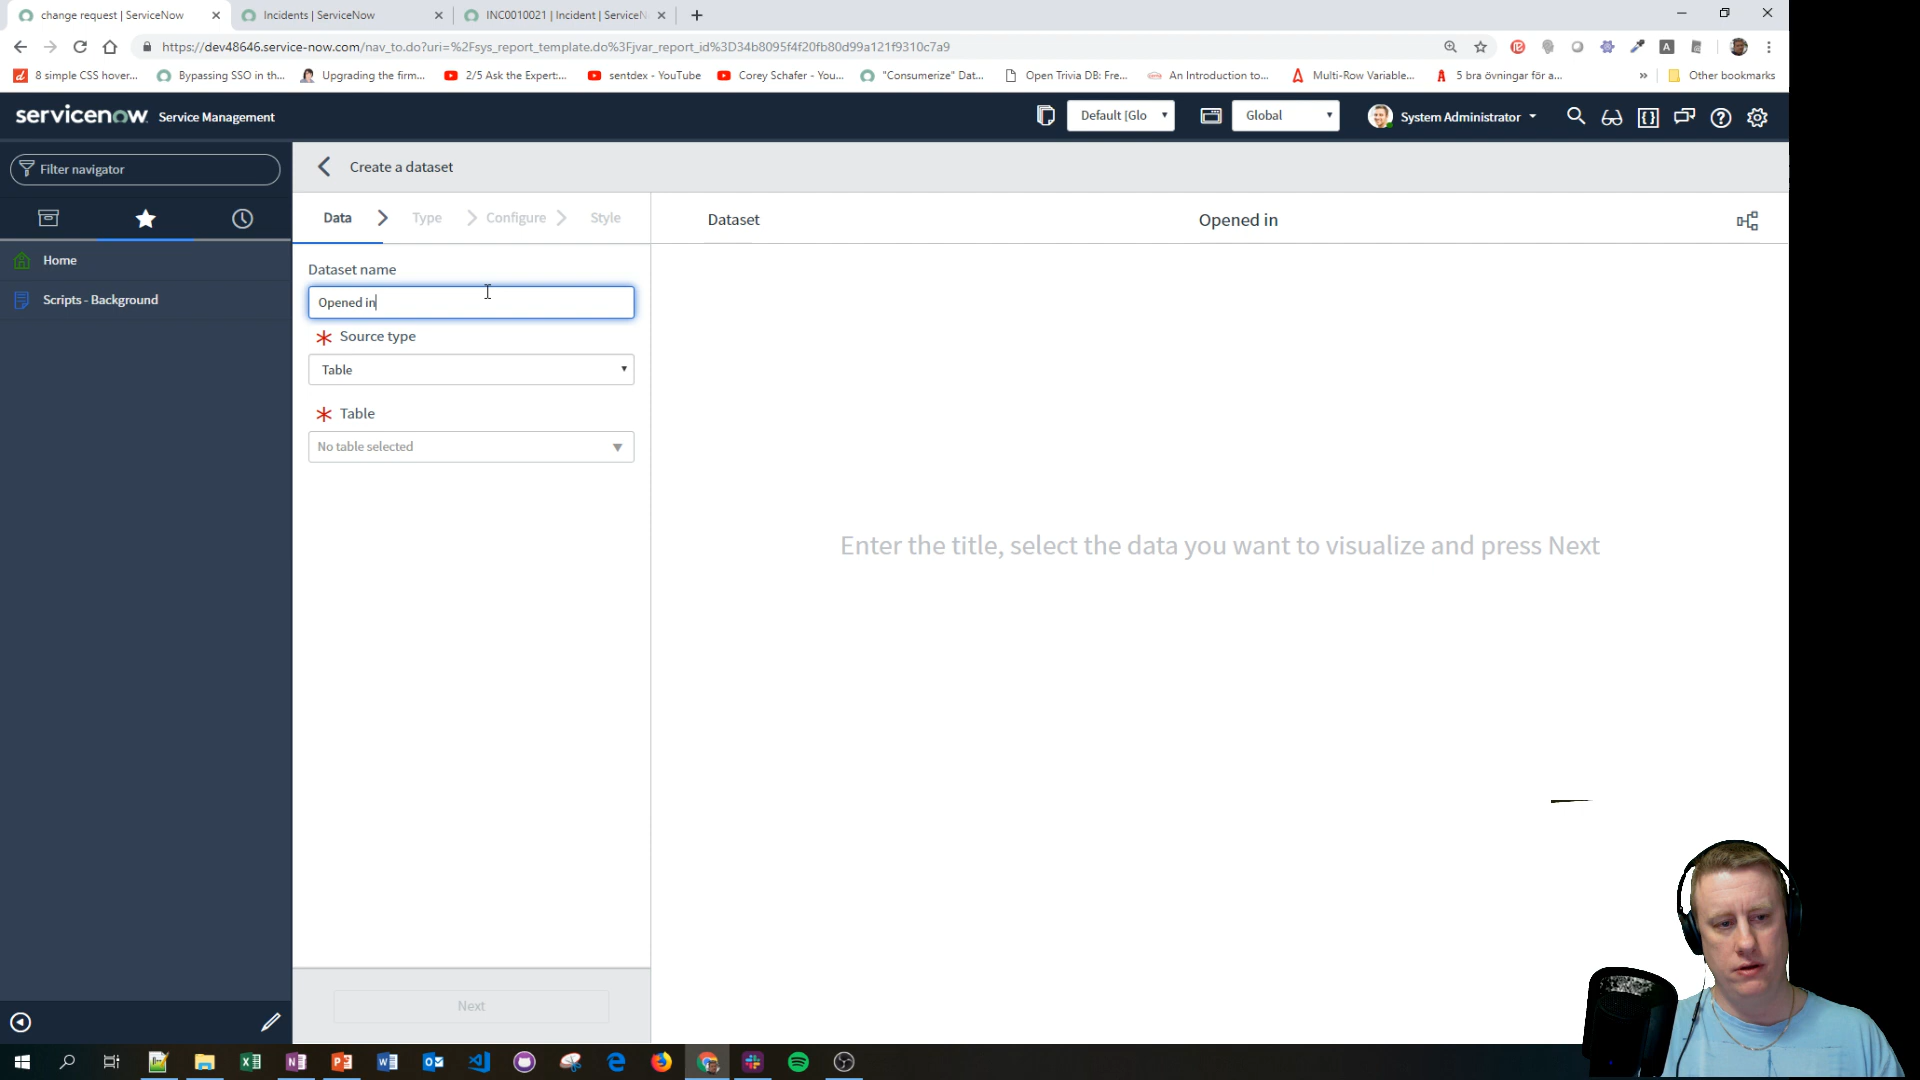 change request | ServiceNow
Incidents | ServiceNow
INC0010021 | Incident | ServiceN
https://dev48646.service-now.com/nav_to.do?uri=%2Fsys_report_template.do%3Fjvar_report_id%3D34b8095f4f20fb80d99a121f9310c7a9
8 simple CSS hover...
Bypassing SSO in th...
Upgrading the firm...
2/5 Ask the Expert:...
sentdex - YouTube
Corey Schafer - You...
"Consumerize" Dat...
Open Trivia DB: Fre...
An Introduction to...
Multi-Row Variable...
5 bra övningar för a...
»
Other bookmarks
servicenow Service Management
Default |Glo
Global
System Administrator
Filter navigator
Create a dataset
Data
Type
Configure
Style
Dataset
Opened in
Home
Scripts - Background
Dataset name
Opened in
Source type
Table
Table
No table selected
Enter the title, select the data you want to visualize and press Next
Next